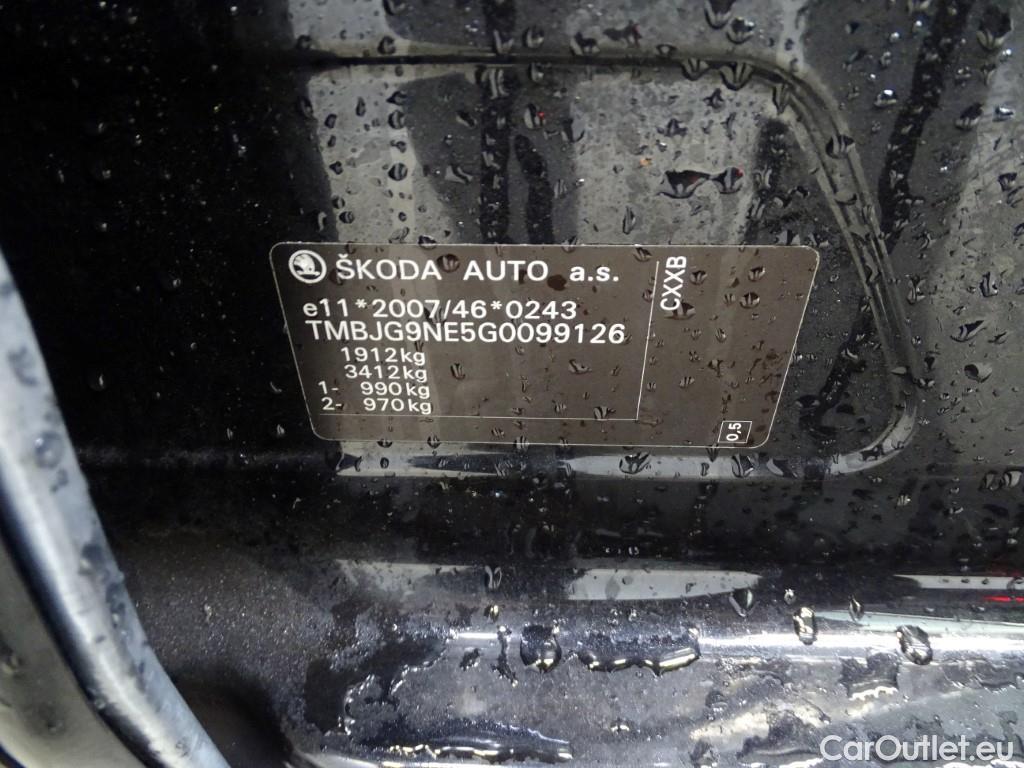 ŠKODA AUTO a.s.
e11*2007/46*0243
TMBJG9NE5G0099126
1912kg
3412kg
1- 990kg
2- 970kg
CXXB
0,5
CarOutlet.eu